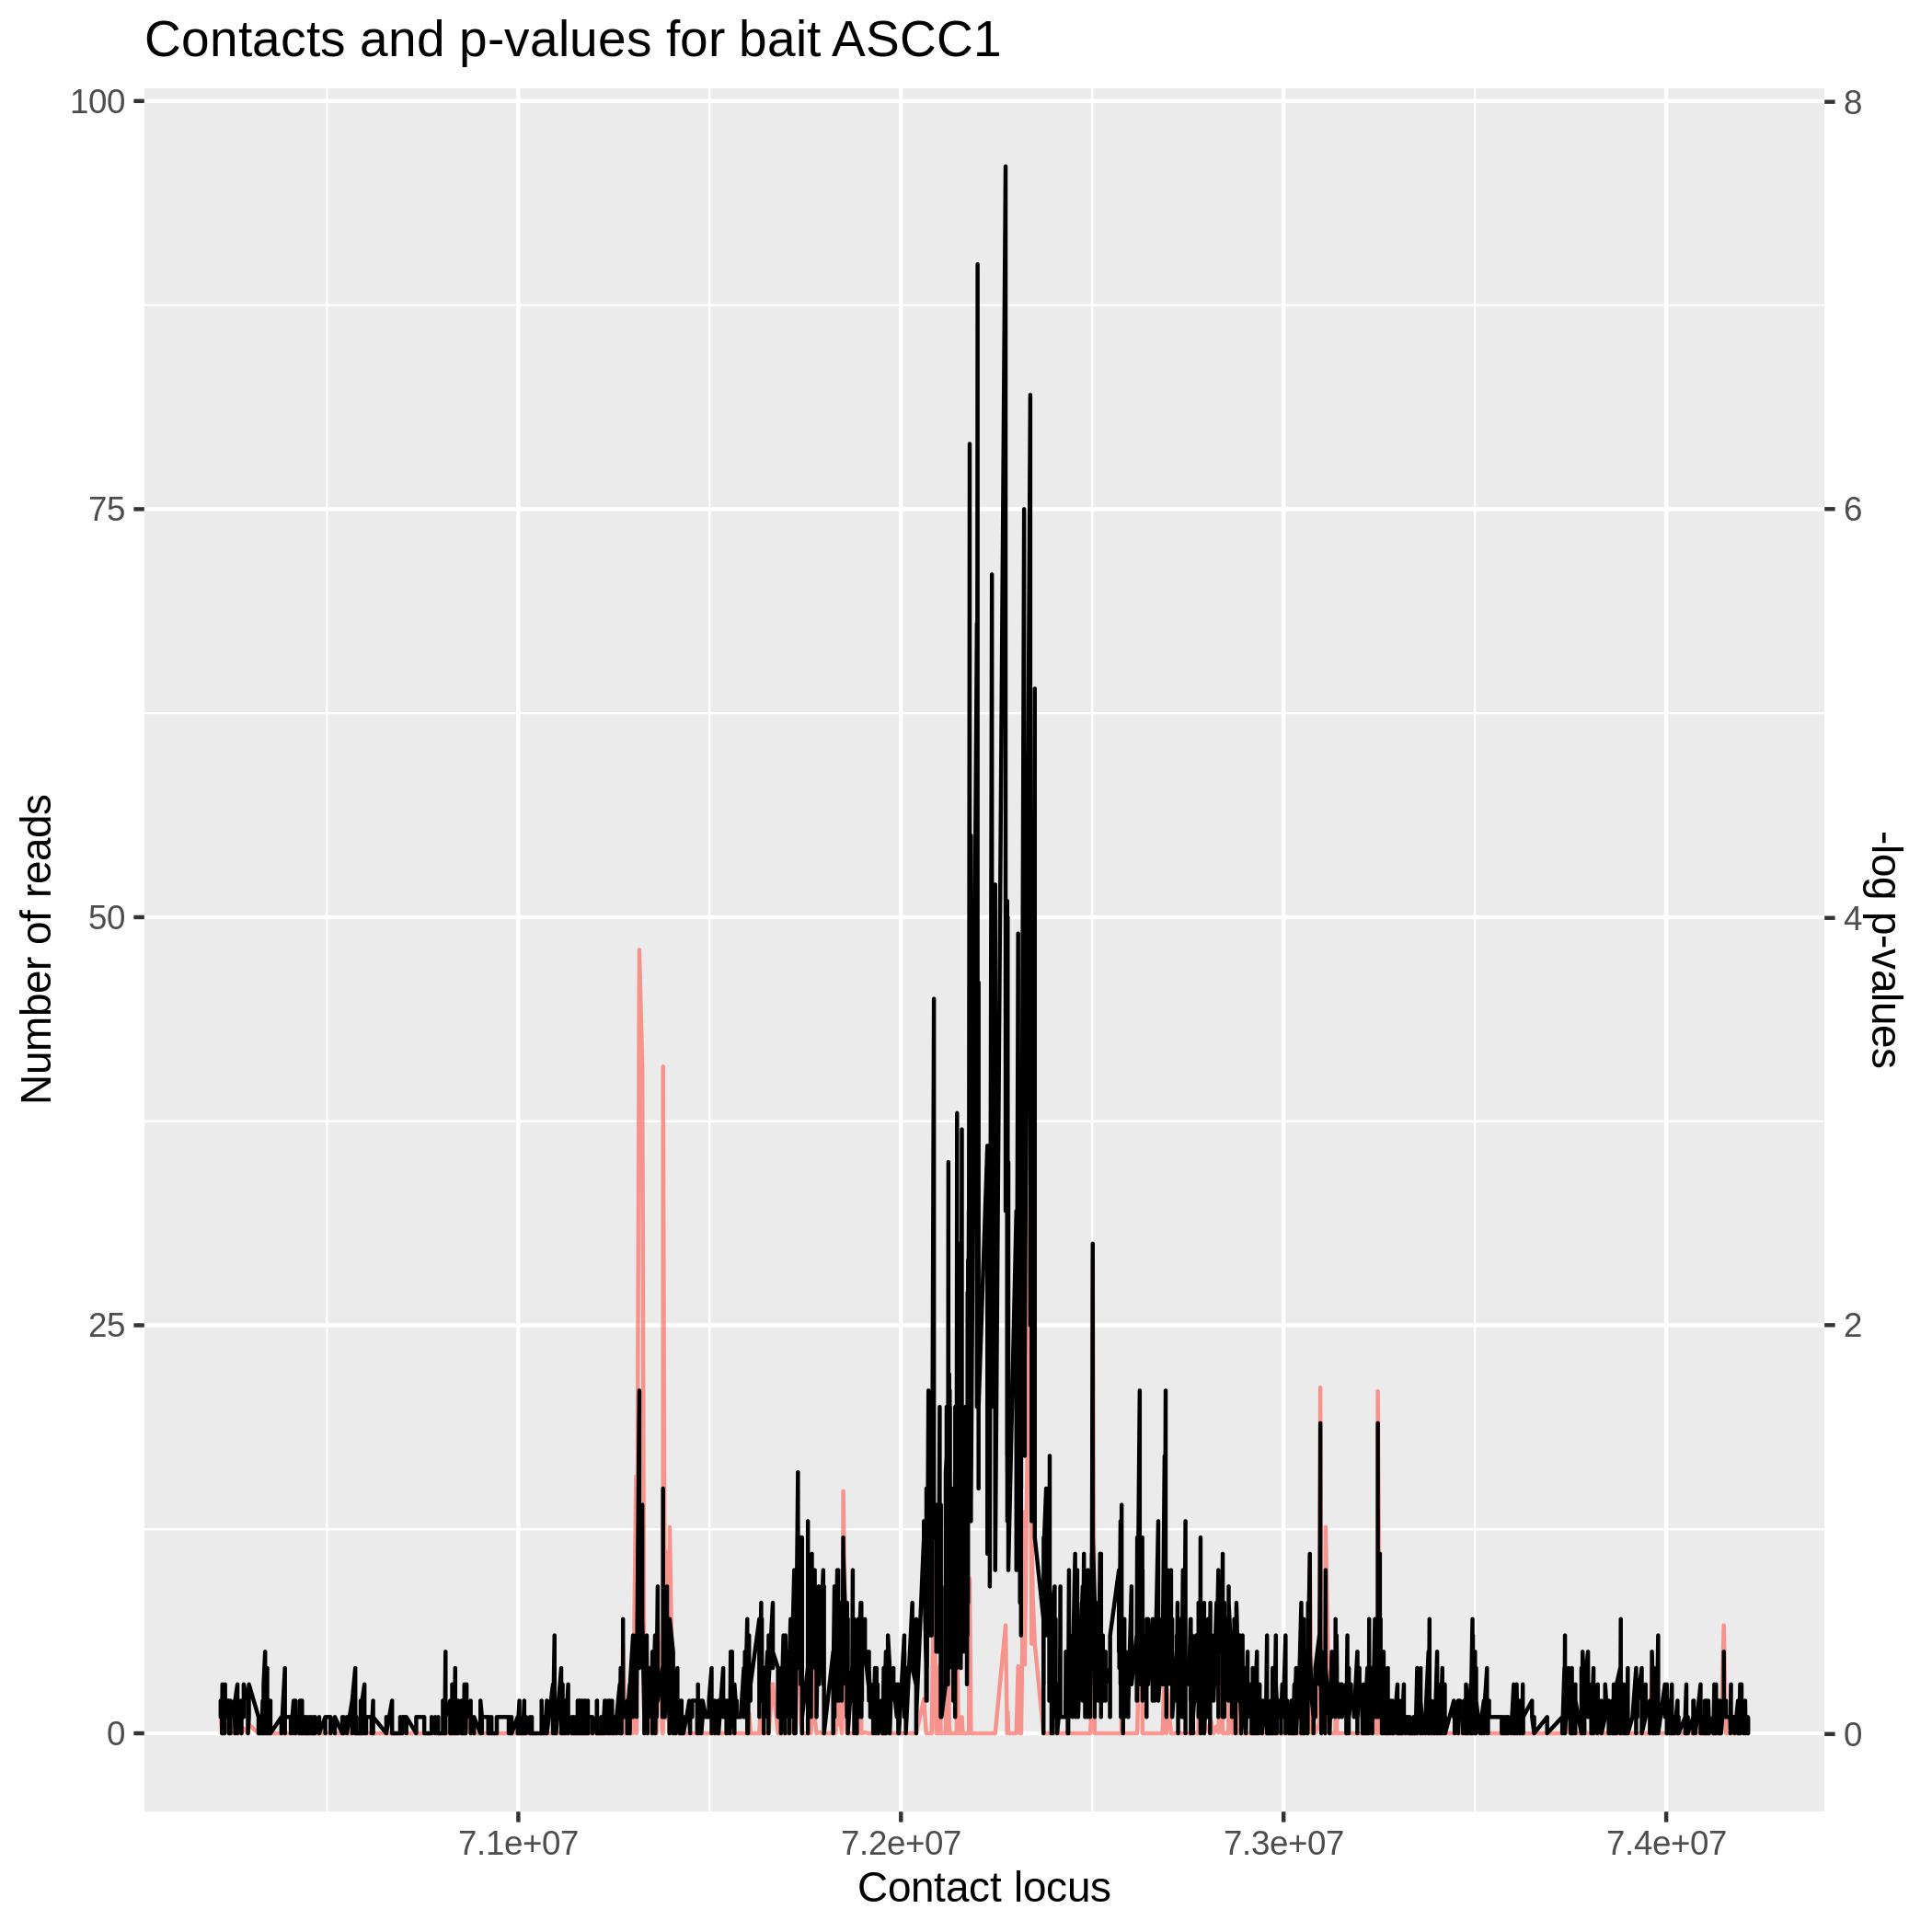 Contacts and p-values for bait ASCC1
100
75
50
25
0
Number of reads
8
6
4
2
0
-log p-values
7.1e+07
7.2e+07
7.3e+07
7.4e+07
Contact locus